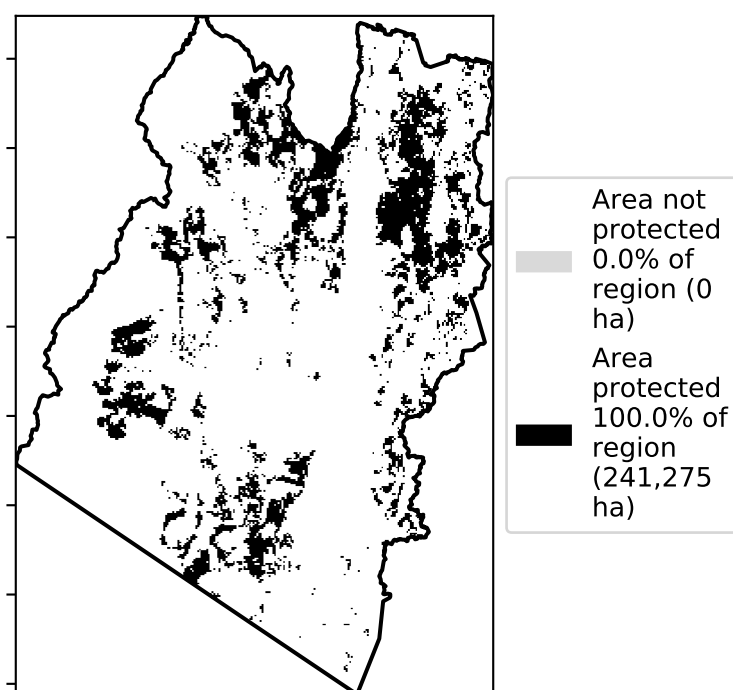 Area not
protected
0.0% of
region (0
ha)
Area
protected
100.0% of
region
(241,275
ha)